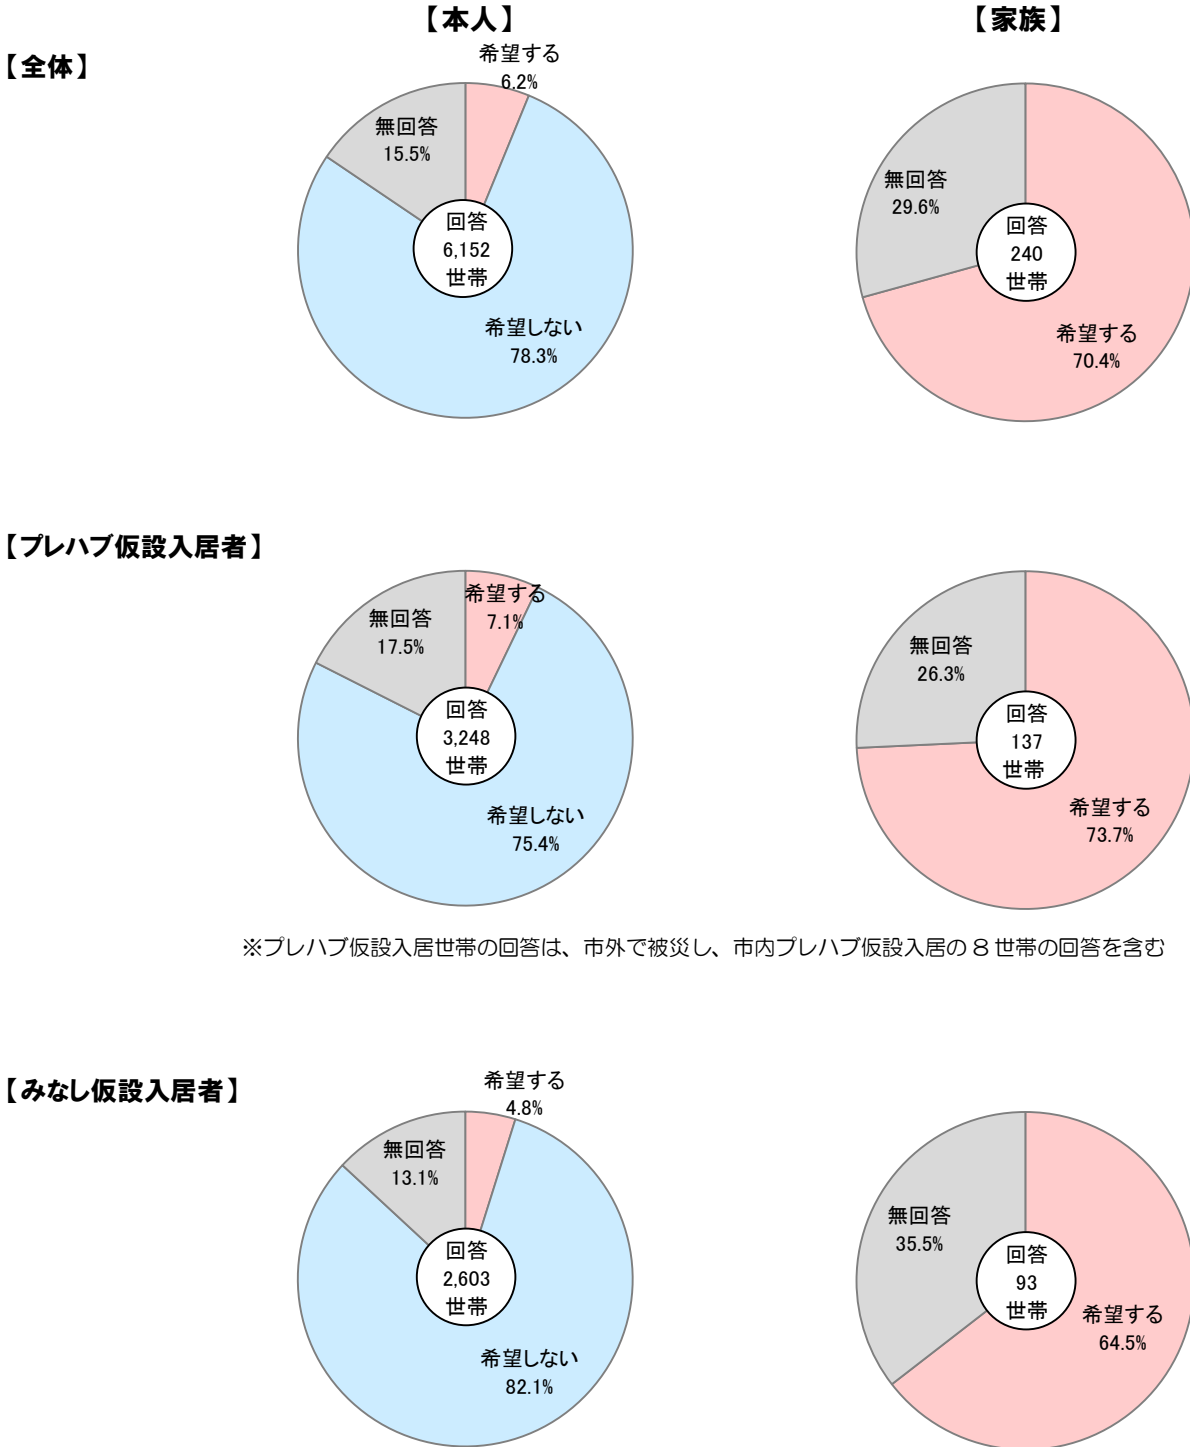 【本人】
【家族】
【全体】
希望する
6.2%
無回答
15.5%
回答
6,152
世帯
希望しない
78.3%
無回答
29.6%
回答
240
世帯
希望する
70.4%
【プレハブ仮設入居者】
希望する
7.1%
無回答
17.5%
回答
3,248
世帯
希望しない
75.4%
無回答
26.3%
回答
137
世帯
希望する
73.7%
※プレハブ仮設入居世帯の回答は、市外で被災し、市内プレハブ仮設入居の8世帯の回答を含む
【みなし仮設入居者】
希望する
4.8%
無回答
13.1%
回答
2,603
世帯
希望しない
82.1%
無回答
35.5%
回答
93
世帯
希望する
64.5%